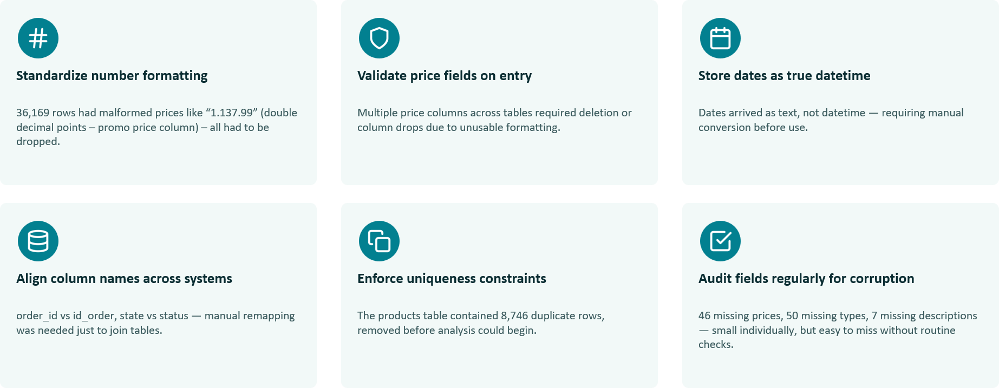 Standardize number formatting
36,169 rows had malformed prices like “1.137.99” (double
decimal points – promo price column) – all had to be
dropped.
Validate price fields on entry
Multiple price columns across tables required deletion or
column drops due to unusable formatting.
Store dates as true datetime
Dates arrived as text, not datetime — requiring manual
conversion before use.
Align column names across systems
order_id vs id_order, state vs status — manual remapping
was needed just to join tables.
Enforce uniqueness constraints
The products table contained 8,746 duplicate rows,
removed before analysis could begin.
Audit fields regularly for corruption
46 missing prices, 50 missing types, 7 missing descriptions
— small individually, but easy to miss without routine
checks.